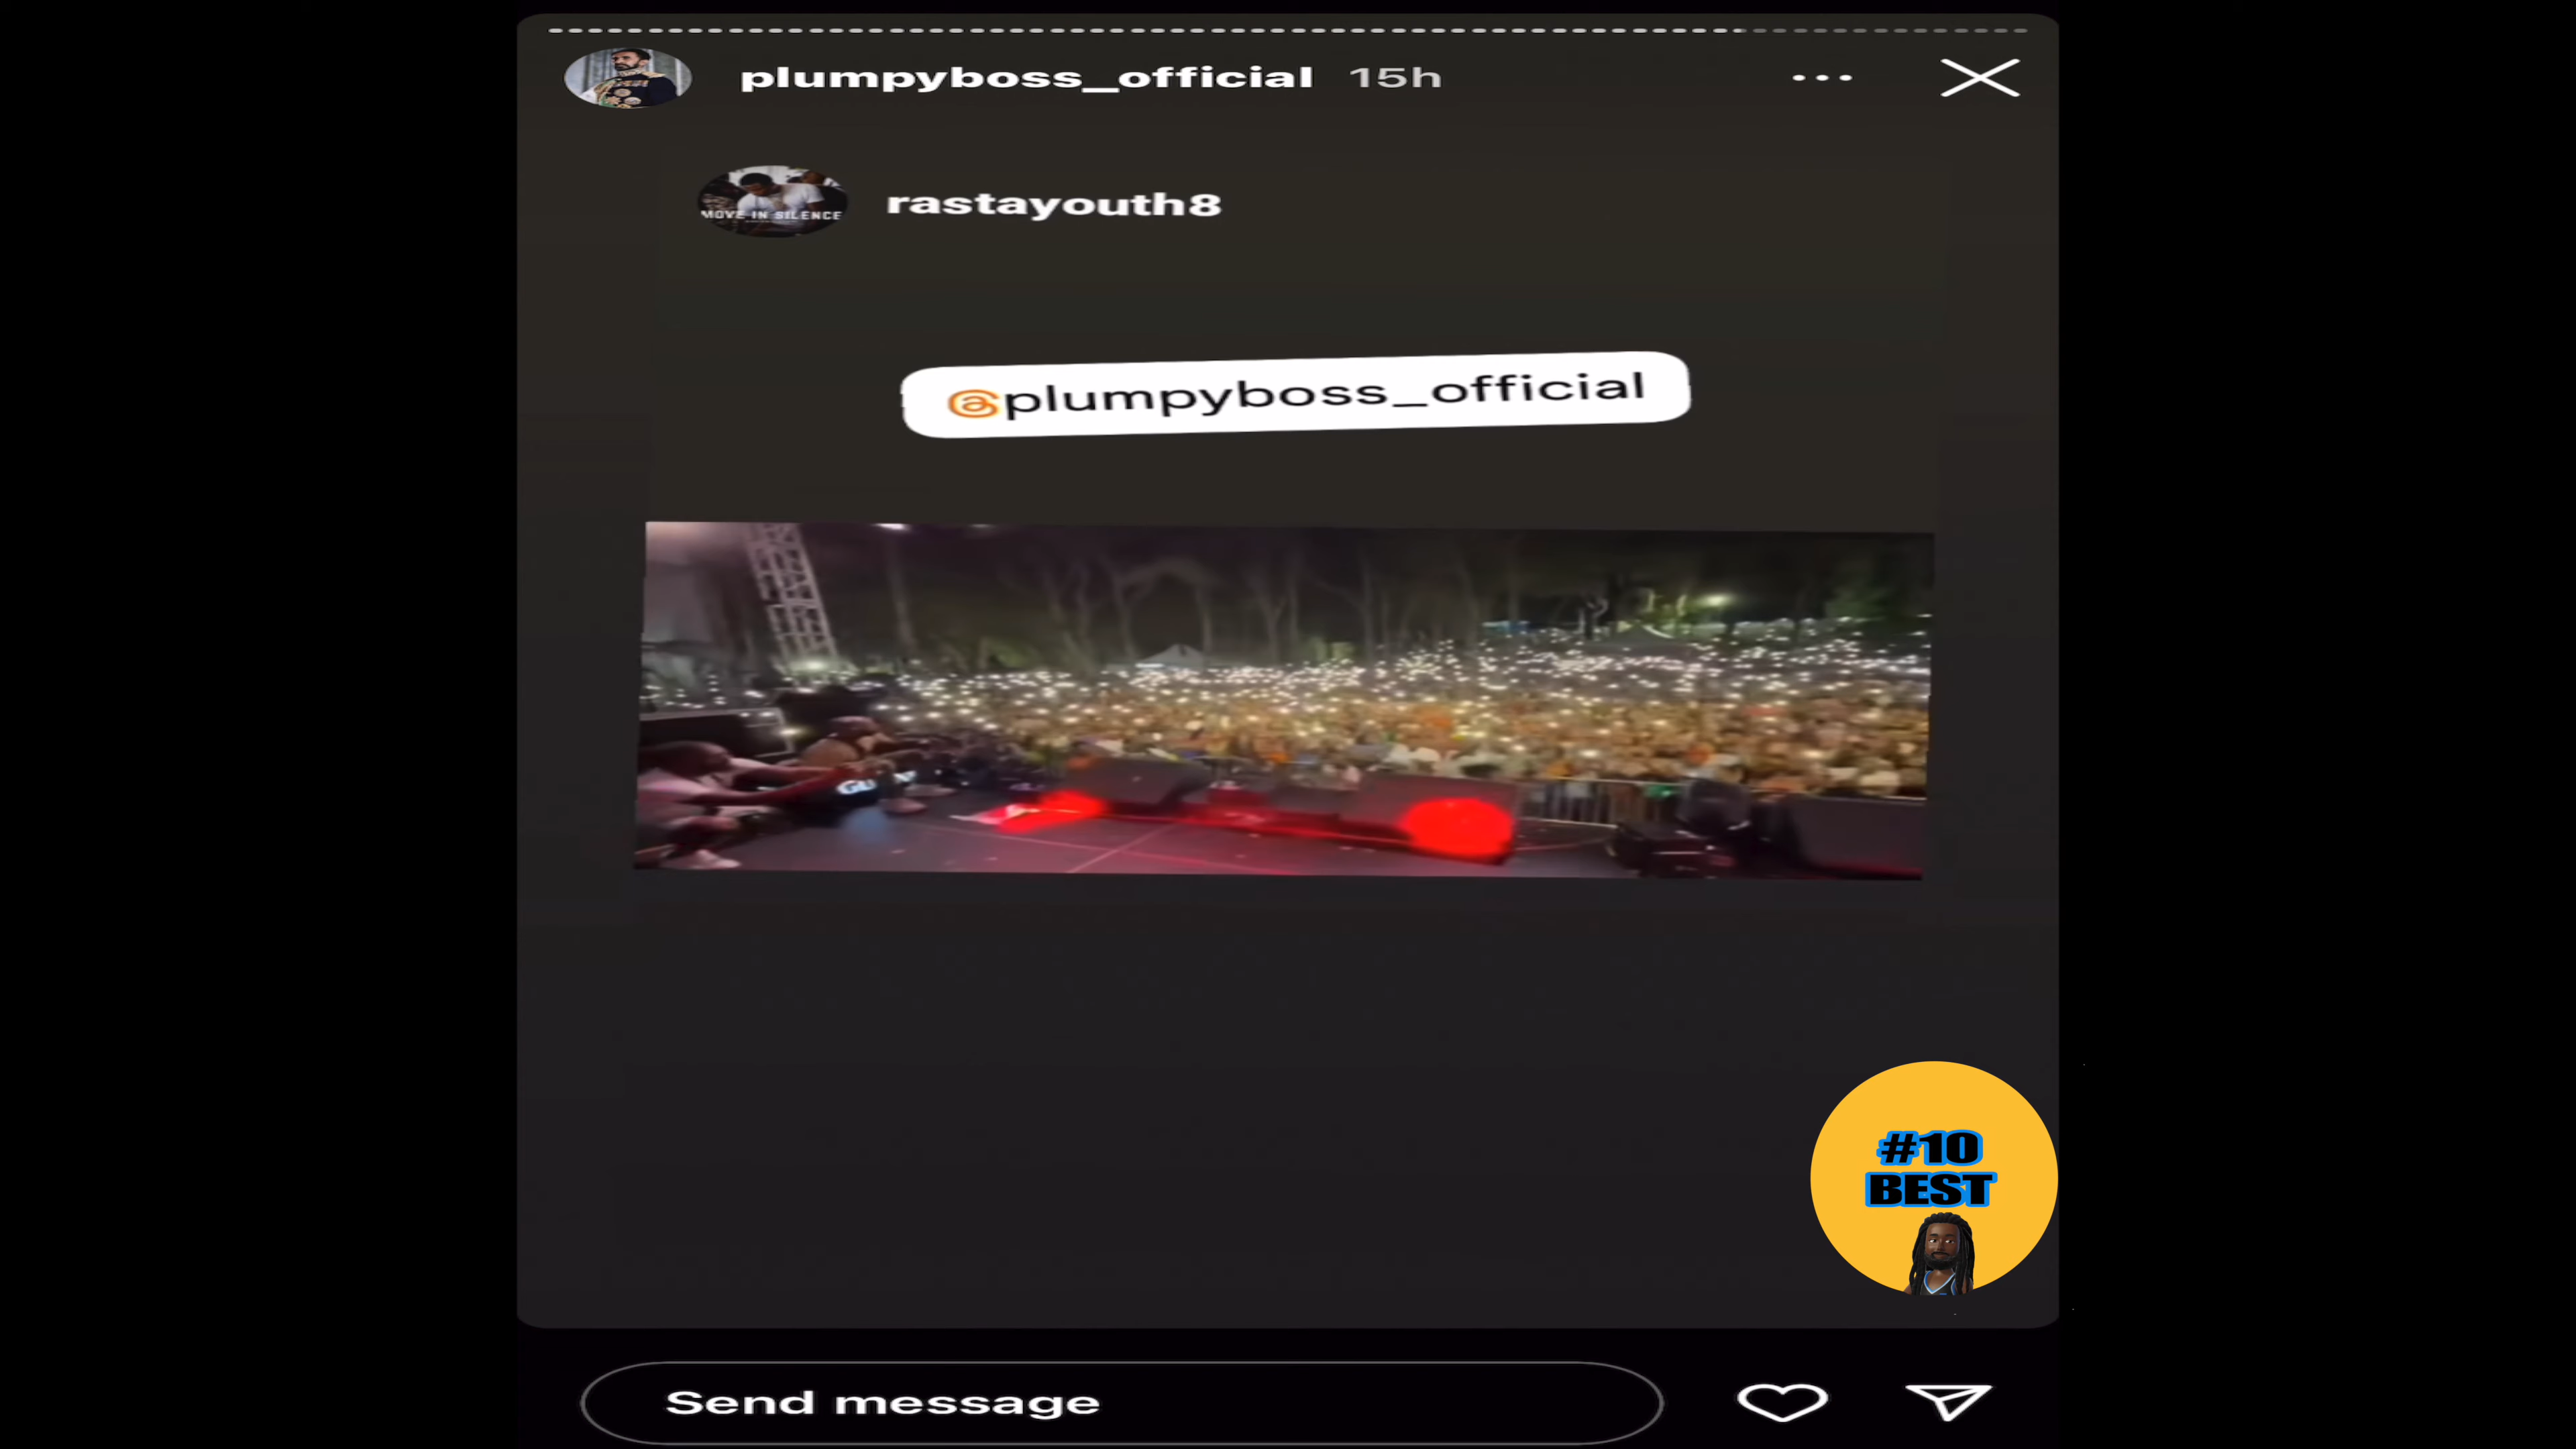 plumpyboss_official 15h
MOVE IN SILENCE
rastayouth8
@plumpyboss_official
#10
BEST
Send message